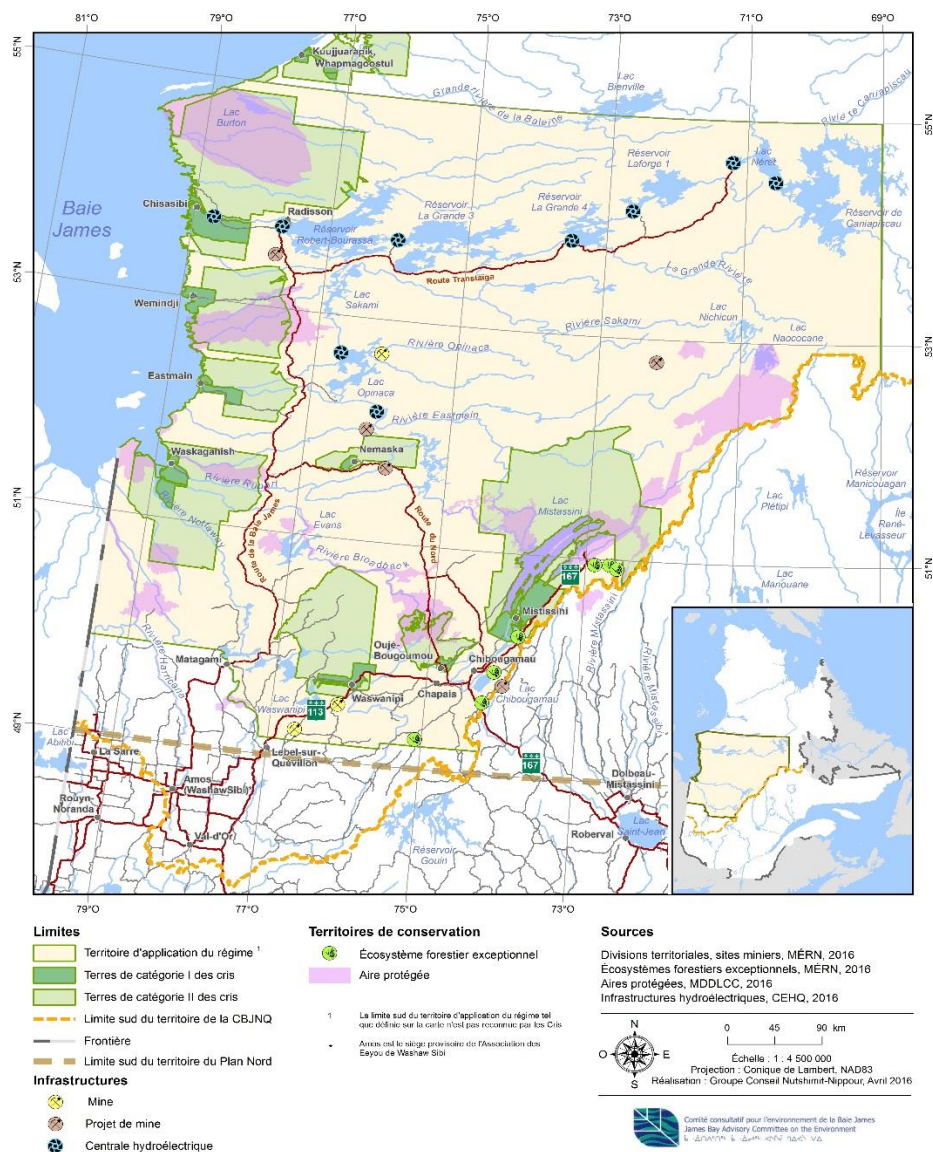 81°O
79°O
77°O
75°O
73°O
71°O
69°O
55°N
Kuujjuarapik,
Whapmagoostul
Lac
Bienville
Grande rivière de la Baleine
Rivière Caniapiscau
Lac
Burton
55°N
Réservoir
Laforge 1
Lac
Néret
Chisasibi
Baie
James
Radisson
Réservoir
La Grande 3
Réservoir
La Grande 4
Réservoir
Robert-Bourassa
Réservoir de
Caniapiscau
53°N
Route Transtaïga
La Grande Rivière
Wemindji
Lac
Sakami
Rivière Sakami
Lac
Nichicun
Lac
Naococane
53°N
Rivière Opinaca
Eastmain
Lac
Opinaca
Rivière Eastmain
Waskaganish
Nemaska
51°N
Rivière Rupert
Rivière Nottaway
Route de la Baie James
Lac
Evans
Route
du Nord
Lac
Mistassini
Réservoir
Manicouagan
Lac
Plétipi
Île
René-
Levasseur
Rivière Broadback
51°N
167
Lac
Manouane
Mistissini
Rivière Mistassini
Rivière Mistassibi
Rivière Harricana
Matagami
Oujé-
Bougoumou
Chibougamau
Lac
Chibougamau
Chapais
Waswanipi
Lac
Waswanipi
113
49°N
Lac
Abitibi
La Sarre
Lebel-sur-
Quévillon
167
Amos
(WashawSibi)*
Dolbeau-
Mistassini
Rouyn-
Noranda
Val-d'Or
Réservoir
Gouin
Roberval
Lac
Saint-Jean
79°O
77°O
75°O
73°O
Limites
Territoire d'application du régime ¹
Terres de catégorie I des cris
Terres de catégorie II des cris
Limite sud du territoire de la CBJNQ
Frontière
Limite sud du territoire du Plan Nord
Infrastructures
Mine
Projet de mine
Centrale hydroélectrique
Territoires de conservation
Écosystème forestier exceptionnel
Aire protégée
1 La limite sud du territoire d'application du régime tel
que définie sur la carte n'est pas reconnue par les Cris
* Amos est le siège provisoire de l'Association des
Eeyou de Washaw Sibi
Sources
Divisions territoriales, sites miniers, MÉRN, 2016
Écosystèmes forestiers exceptionnels, MÉRN, 2016
Aires protégées, MDDLCC, 2016
Infrastructures hydroélectriques, CEHQ, 2016
N
O
E
S
0 45 90 km
Échelle : 1 : 4 500 000
Projection : Conique de Lambert, NAD83
Réalisation : Groupe Conseil Nutshimit-Nippour, Avril 2016
Comité consultatif pour l'environnement de la Baie James
James Bay Advisory Committee on the Environment